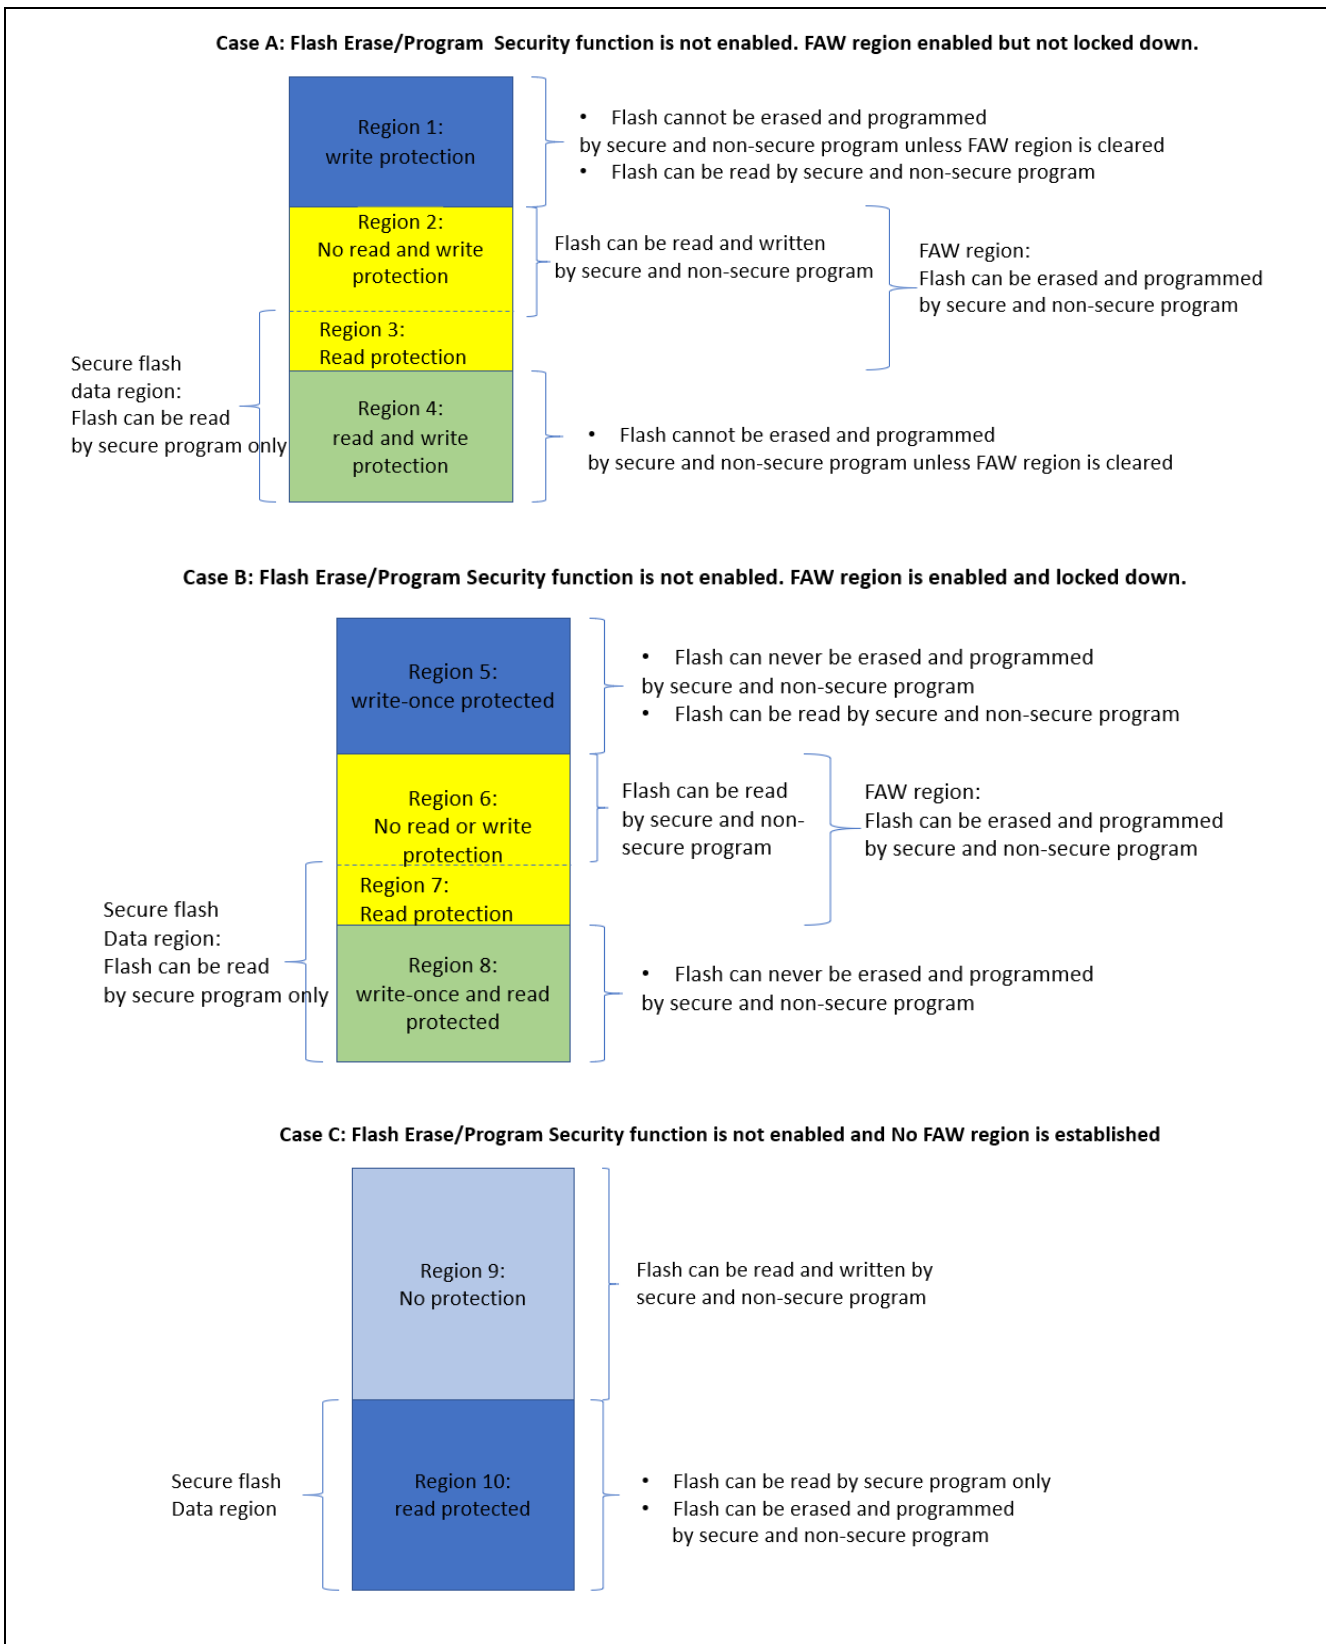 Case A: Flash Erase/Program  Security function is not enabled. FAW region enabled but not locked down.
Region 1:
write protection
• Flash cannot be erased and programmed
by secure and non-secure program unless FAW region is cleared
• Flash can be read by secure and non-secure program
Region 2:
No read and write
protection
Flash can be read and written
by secure and non-secure program
FAW region:
Flash can be erased and programmed
by secure and non-secure program
Region 3:
Read protection
Secure flash
data region:
Flash can be read
by secure program only
Region 4:
read and write
protection
• Flash cannot be erased and programmed
by secure and non-secure program unless FAW region is cleared
Case B: Flash Erase/Program Security function is not enabled. FAW region is enabled and locked down.
Region 5:
write-once protected
• Flash can never be erased and programmed
by secure and non-secure program
• Flash can be read by secure and non-secure program
Region 6:
No read or write
protection
Flash can be read
by secure and non-
secure program
FAW region:
Flash can be erased and programmed
by secure and non-secure program
Region 7:
Read protection
Secure flash
Data region:
Flash can be read
by secure program only
Region 8:
write-once and read
protected
• Flash can never be erased and programmed
by secure and non-secure program
Case C: Flash Erase/Program Security function is not enabled and No FAW region is established
Region 9:
No protection
Flash can be read and written by
secure and non-secure program
Secure flash
Data region
Region 10:
read protected
• Flash can be read by secure program only
• Flash can be erased and programmed
by secure and non-secure program